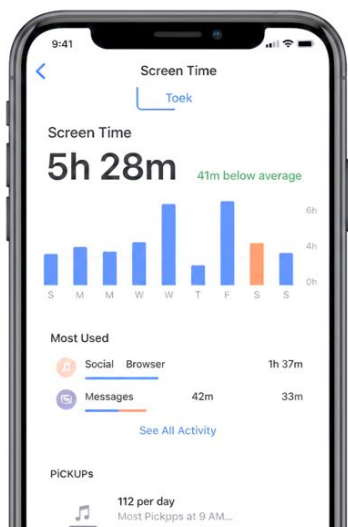 9:41
Screen Time
Toek
Screen Time
5h 28m 41m below average
6h
4h
0h
S M M W W T F S S
Most Used
Social Browser 1h 37m
Messages 42m 33m
See All Activity
PiCKUPs
112 per day
Most Pickpps at 9 AM...